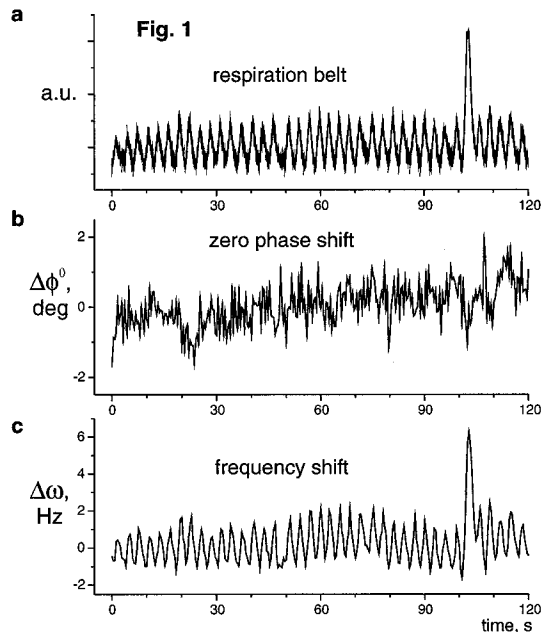 a
Fig. 1
respiration belt
a.u.
0 30 60 90 120
b
zero phase shift
2
Δϕ⁰,
deg
0
-2
0 30 60 90 120
c
frequency shift
6
4
Δω,
Hz
2
0
-2
0 30 60 90 120
time, s